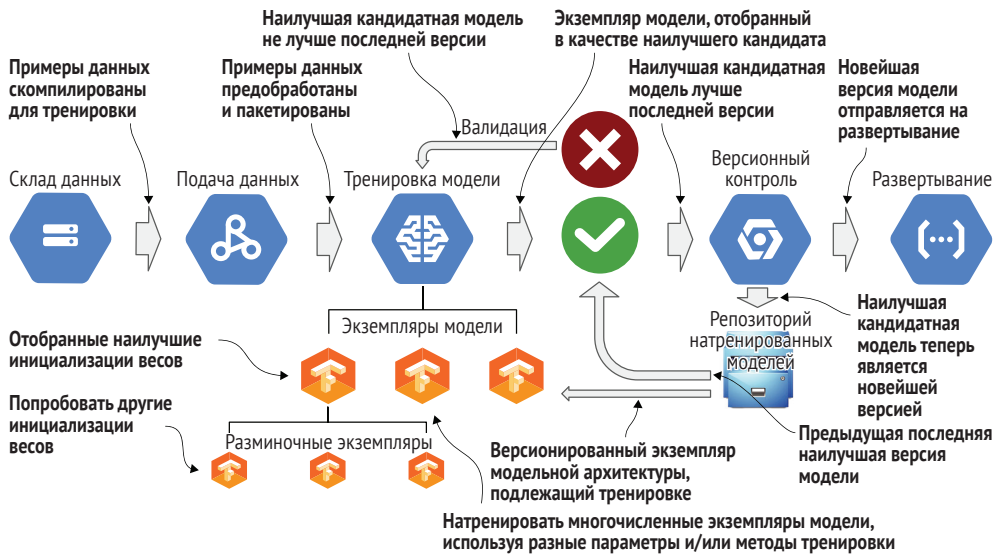 Наилучшая кандидатная модель
не лучше последней версии
Экземпляр модели, отобранный
в качестве наилучшего кандидата
Примеры данных
скомпилированы
для тренировки
Примеры данных
предобработаны
и пакетированы
Наилучшая кандидатная
модель лучше
последней версии
Новейшая
версия модели
отправляется на
развертывание
Валидация
Склад данных
Подача данных
Тренировка модели
Версионный
контроль
Развертывание
Экземпляры модели
Репозиторий
натренированных
моделей
Наилучшая
кандидатная
модель теперь
является
новейшей
версией
Отобранные наилучшие
инициализации весов
Попробовать другие
инициализации
весов
Разминочные экземпляры
Версионированный экземпляр
модельной архитектуры,
подлежащий тренировке
Предыдущая последняя
наилучшая версия
модели
Натренировать многочисленные экземпляры модели,
используя разные параметры и/или методы тренировки